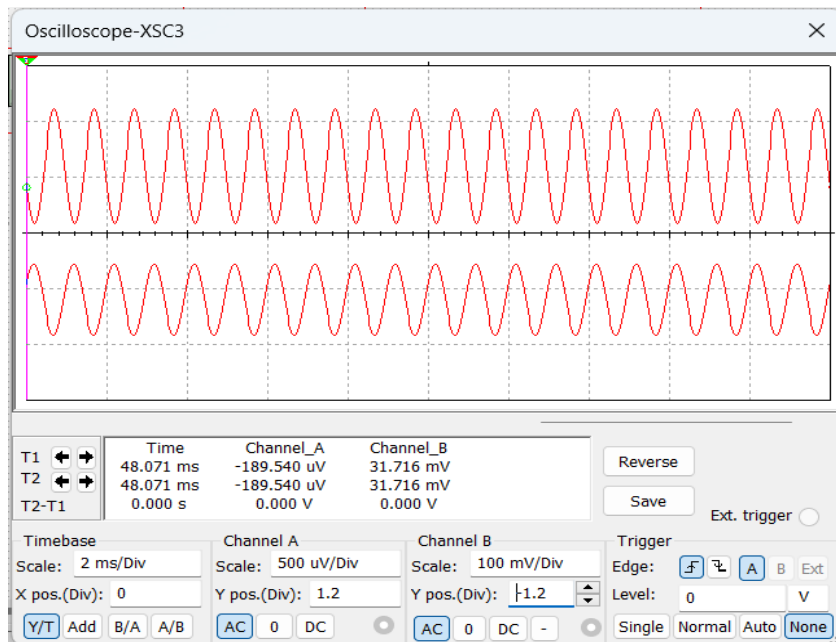 Oscilloscope-XSC3
Time Channel_A Channel_B
T1 48.071 ms -189.540 uV 31.716 mV
T2 48.071 ms -189.540 uV 31.716 mV
T2-T1 0.000 s 0.000 V 0.000 V
Reverse
Save
Ext. trigger
Timebase
Scale: 2 ms/Div
X pos.(Div): 0
Y/T Add B/A A/B
Channel A
Scale: 500 uV/Div
Y pos.(Div): 1.2
AC 0 DC
Channel B
Scale: 100 mV/Div
Y pos.(Div): -1.2
AC 0 DC -
Trigger
Edge: A B Ext
Level: 0 V
Single Normal Auto None